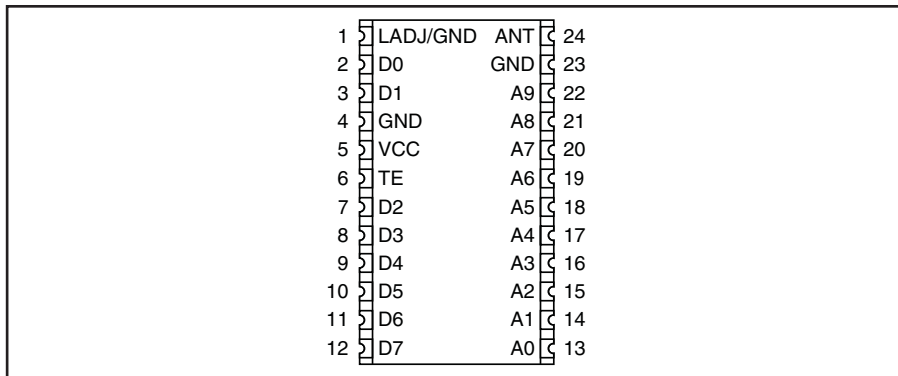 1 LADJ/GND ANT 24
2 D0 GND 23
3 D1 A9 22
4 GND A8 21
5 VCC A7 20
6 TE A6 19
7 D2 A5 18
8 D3 A4 17
9 D4 A3 16
10 D5 A2 15
11 D6 A1 14
12 D7 A0 13